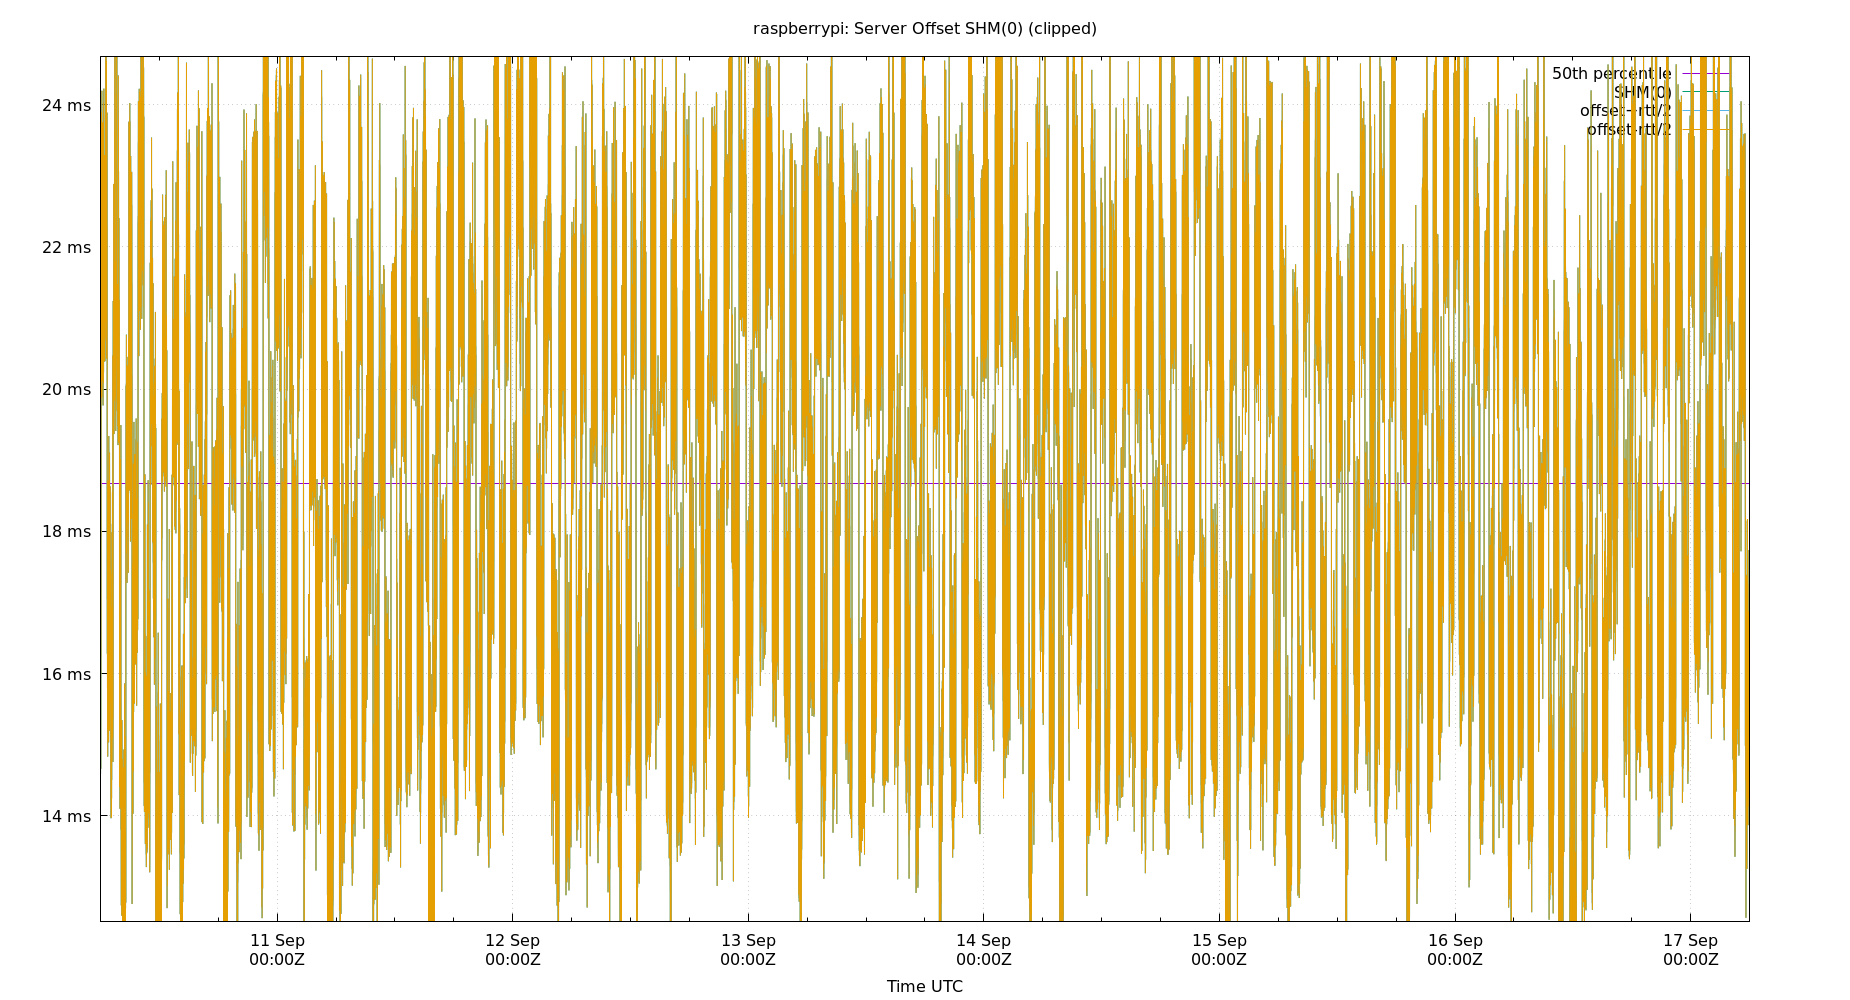 raspberrypi: Server Offset SHM(0) (clipped)
50th percentile
SHM(0)
offset+rtt/2
offset-rtt/2
24 ms
22 ms
20 ms
18 ms
16 ms
14 ms
11 Sep 12 Sep 13 Sep 14 Sep 15 Sep 16 Sep 17 Sep
00:00Z 00:00Z 00:00Z 00:00Z 00:00Z 00:00Z 00:00Z
Time UTC